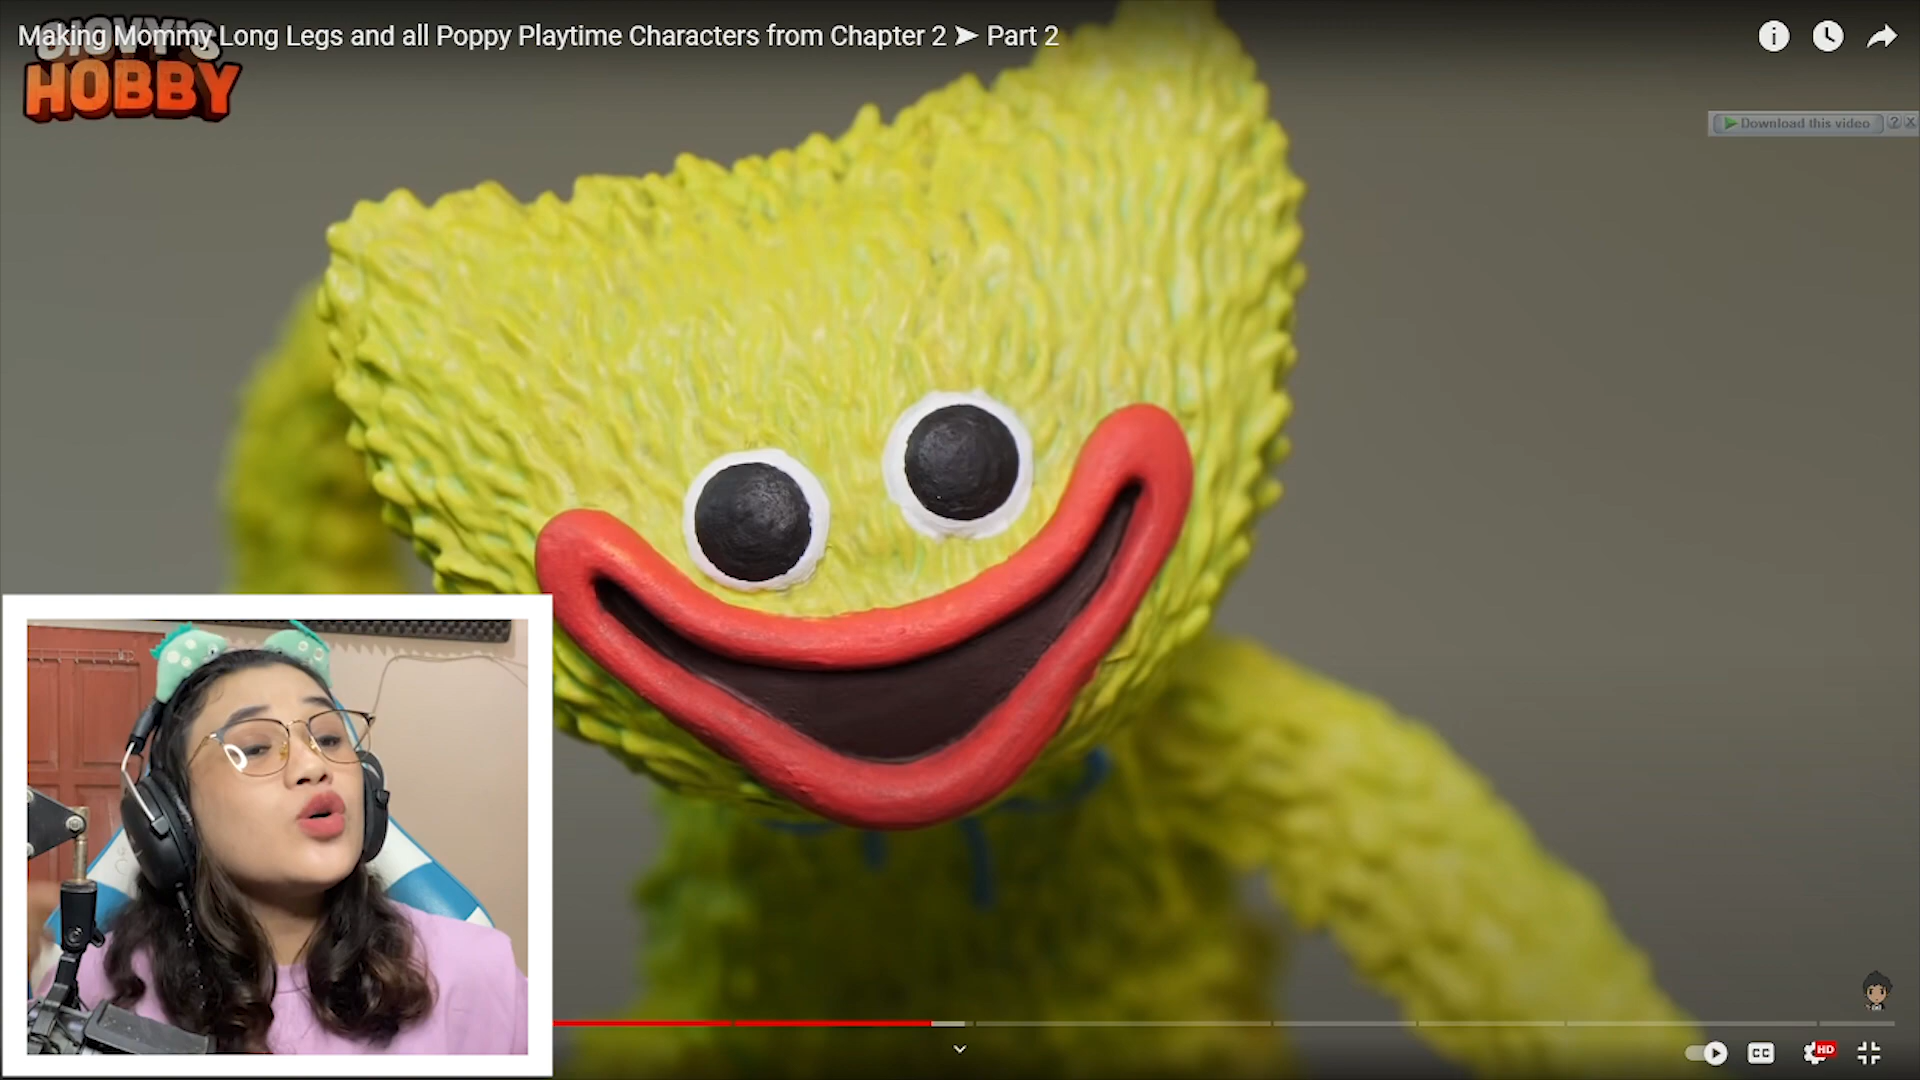 Making Mommy Long Legs and all Poppy Playtime Characters from Chapter 2 ➤ Part 2
HOBBY
Download this video
CC
HD